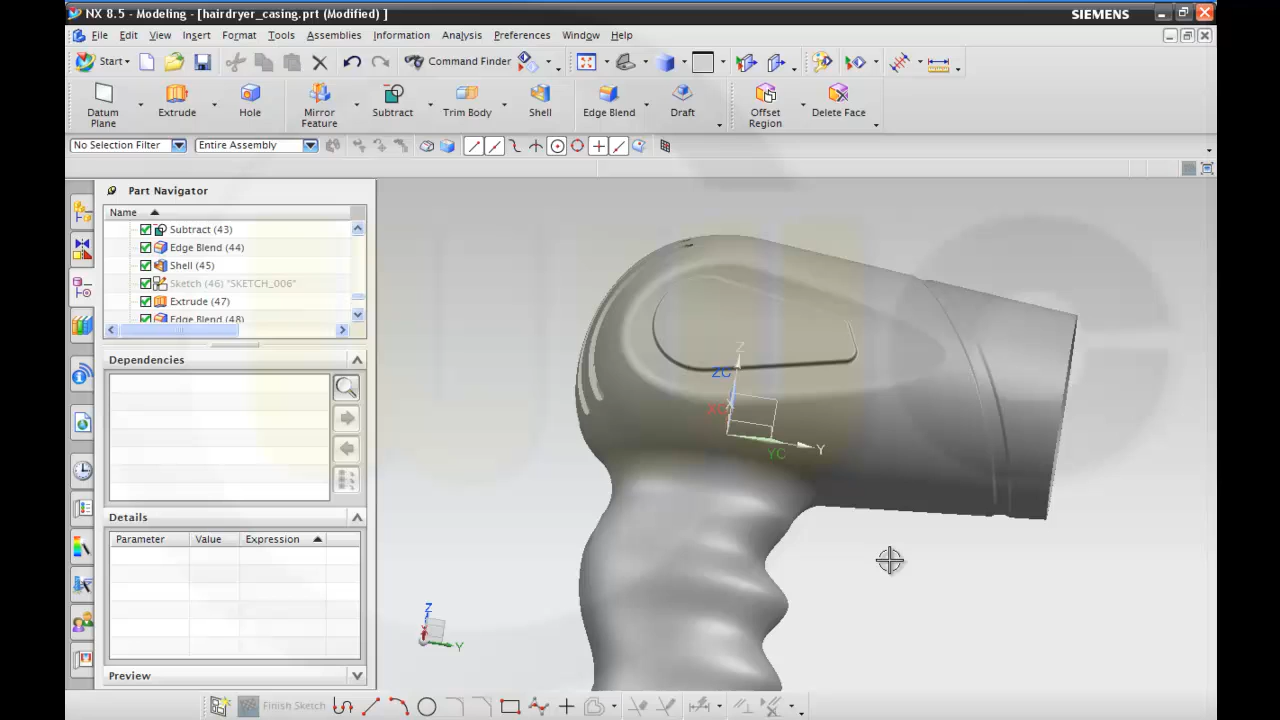 NX 8.5 - Modeling - [hairdryer_casing.prt (Modified) ]
SIEMENS
File Edit View Insert Format Tools Assemblies Information Analysis Preferences Window Help
Start Command Finder
Datum Plane
Extrude
Hole
Mirror Feature
Subtract
Trim Body
Shell
Edge Blend
Draft
Offset Region
Delete Face
No Selection Filter
Entire Assembly
Part Navigator
Name
Subtract (43)
Edge Blend (44)
Shell (45)
Sketch (46) "SKETCH_006"
Extrude (47)
Edge Blend (48)
Dependencies
Details
Parameter Value Expression
Preview
Z
ZC
XC
Y
YC
Z
Y
Finish Sketch